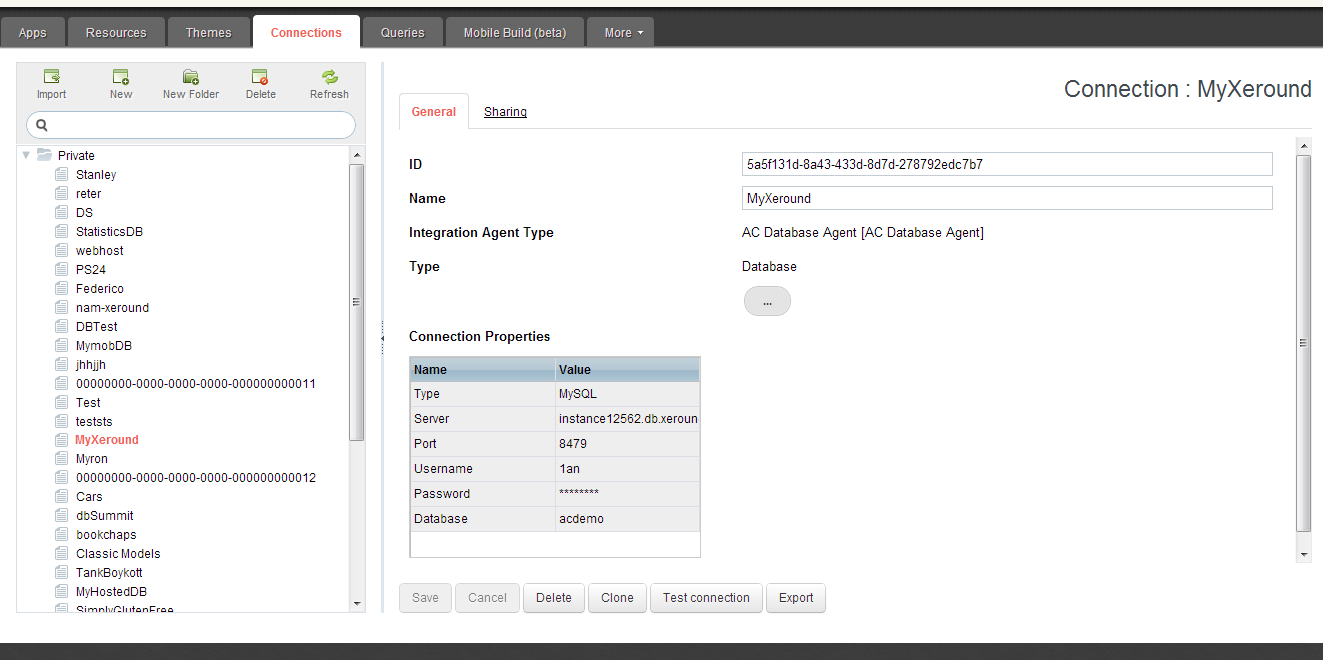 Apps Resources Themes Connections Queries Mobile Build (beta) More
Import New New Folder Delete Refresh
Private
Stanley
reter
DS
StatisticsDB
webhost
PS24
Federico
nam-xeround
DBTest
MymobDB
jhhjjh
00000000-0000-0000-0000-000000000011
Test
teststs
MyXeround
Myron
00000000-0000-0000-0000-000000000012
Cars
dbSummit
bookchaps
Classic Models
TankBoykott
MyHostedDB
SimplyGlutenFree
Connection : MyXeround
General Sharing
ID 5a5f131d-8a43-433d-8d7d-278792edc7b7
Name MyXeround
Integration Agent Type AC Database Agent [AC Database Agent]
Type Database
...
Connection Properties
Name Value
Type MySQL
Server instance12562.db.xeroun
Port 8479
Username 1an
Password ********
Database acdemo
Save Cancel Delete Clone Test connection Export